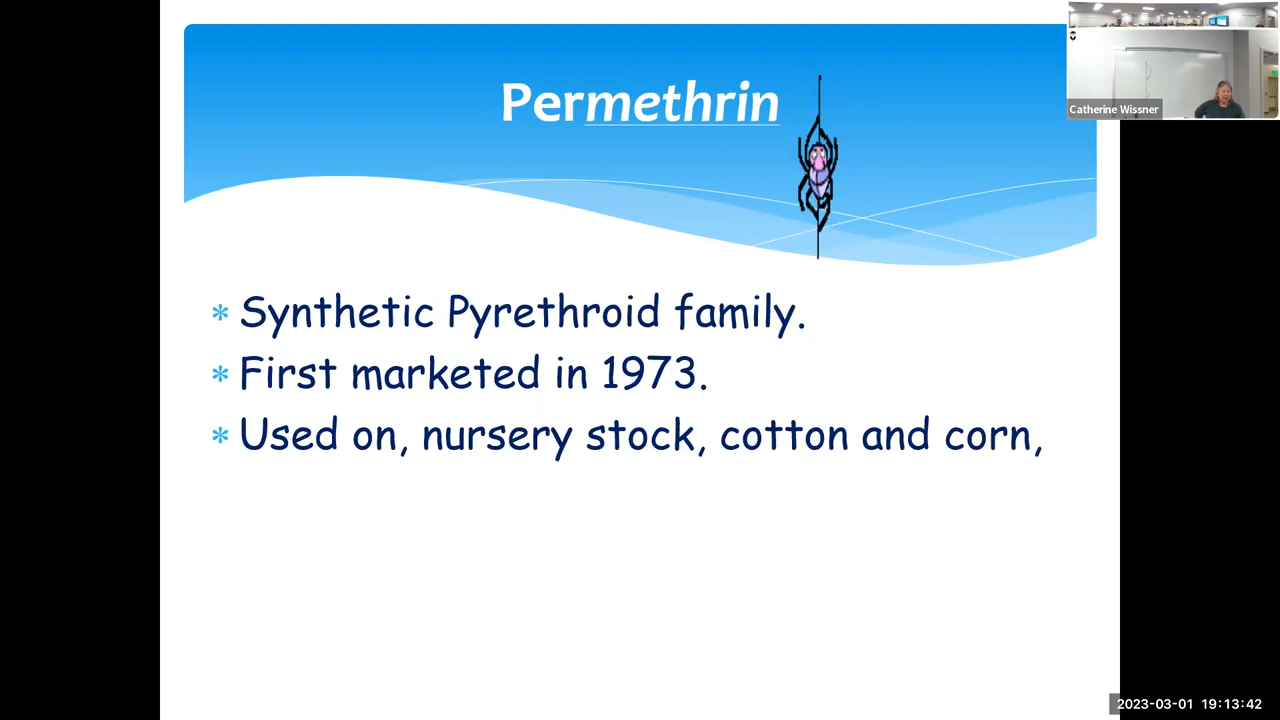 Permethrin
Catherine Wissner
* Synthetic Pyrethroid family.
* First marketed in 1973.
* Used on, nursery stock, cotton and corn,
2023-03-01 19:13:42